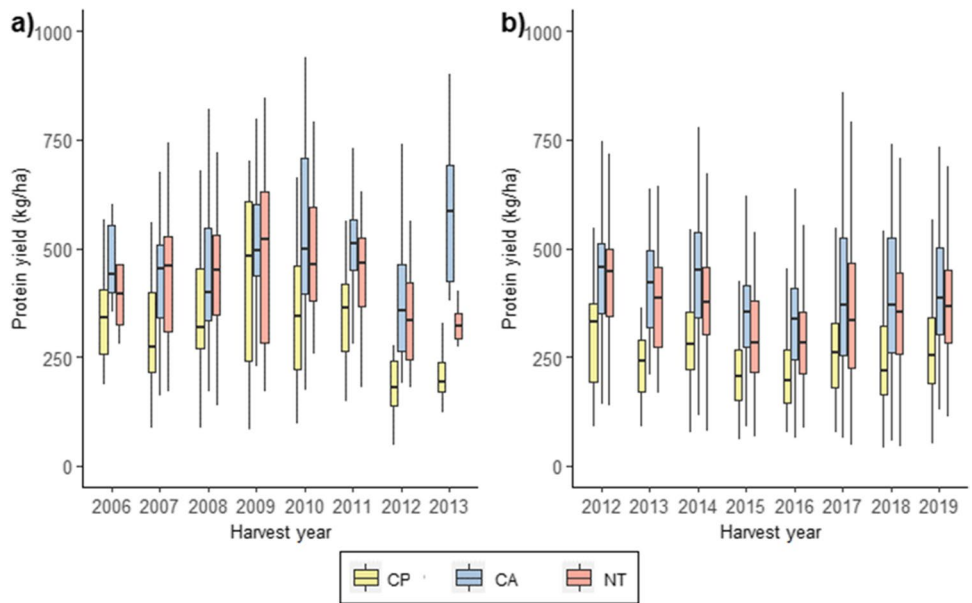 a)
Protein yield (kg/ha)
1000
750
500
250
0
2006 2007 2008 2009 2010 2011 2012 2013
Harvest year
b)
Protein yield (kg/ha)
1000
750
500
250
0
2012 2013 2014 2015 2016 2017 2018 2019
Harvest year
CP CA NT